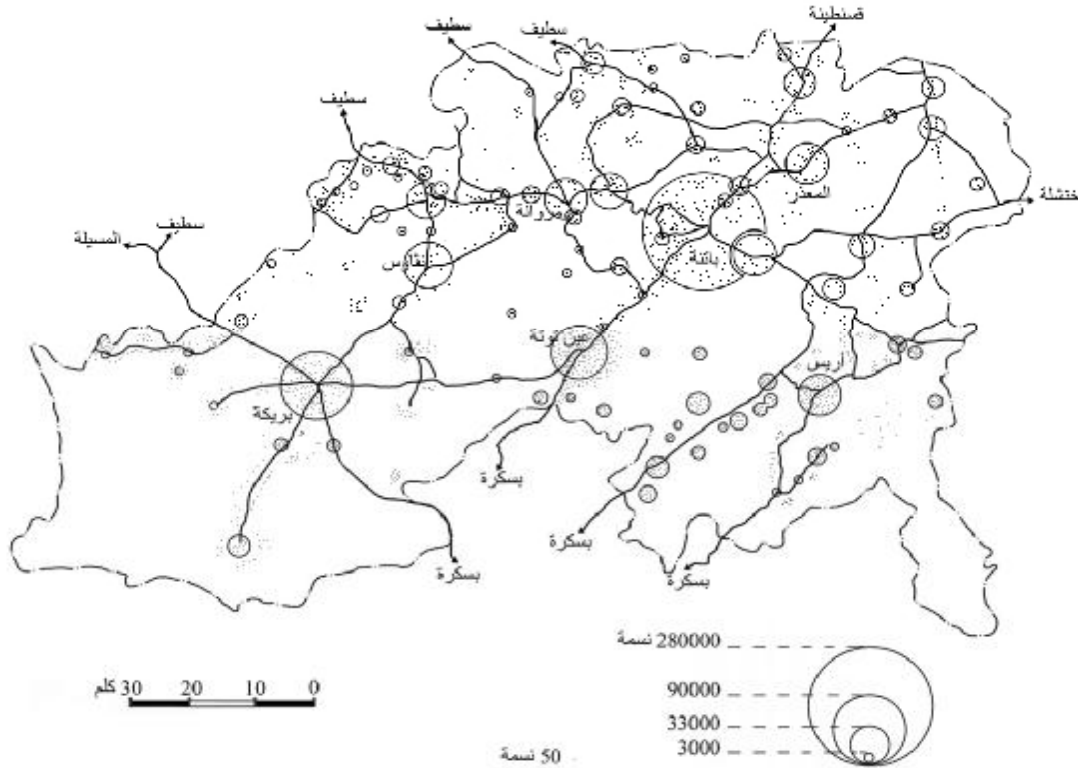 قسنطينة
سطيف
سطيف
سطيف
خنشلة
المعذر
مروانة
سطيف
المسيلة
باتنة
نقاوس
عين توتة
أريس
بريكة
بسكرة
بسكرة
بسكرة
بسكرة
280000 نسمة
90000
33000
3000
0 10 20 30 كلم
50 نسمة